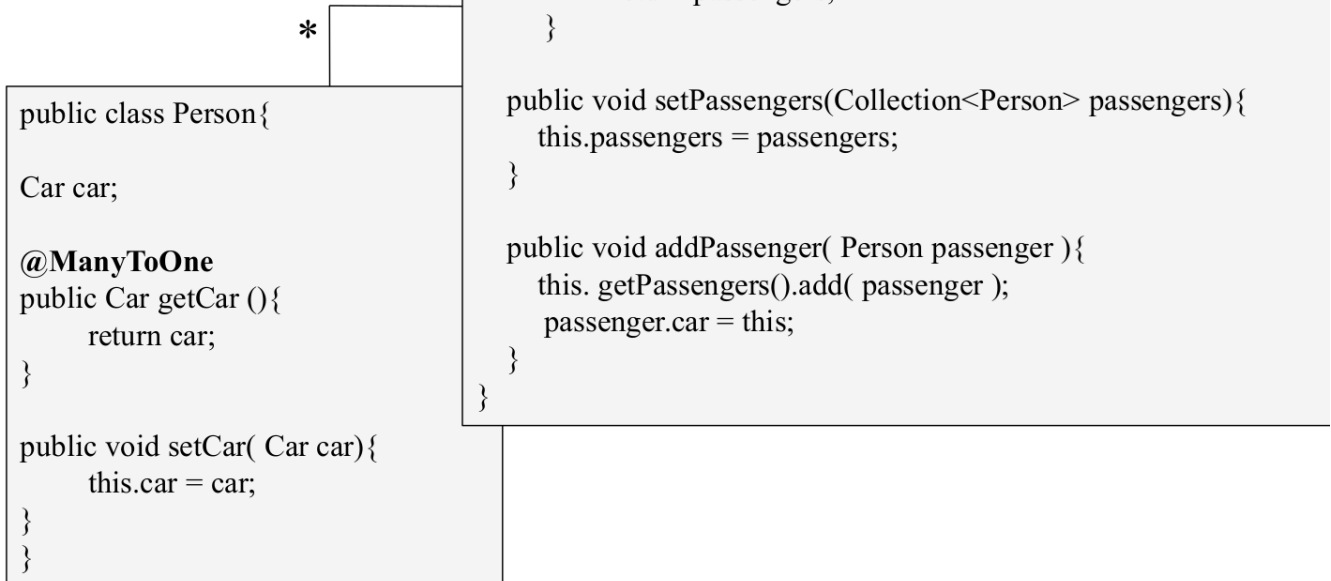 *
}
public void setPassengers(Collection<Person> passengers){
this.passengers = passengers;
}
public void addPassenger( Person passenger ){
this. getPassengers().add( passenger );
passenger.car = this;
}
}
public class Person{
Car car;
@ManyToOne
public Car getCar (){
return car;
}
public void setCar( Car car){
this.car = car;
}
}